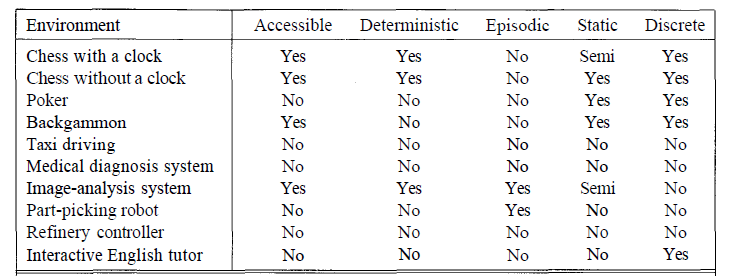 Environment Accessible Deterministic Episodic Static Discrete
Chess with a clock Yes Yes No Semi Yes
Chess without a clock Yes Yes No Yes Yes
Poker No No No Yes Yes
Backgammon Yes No No Yes Yes
Taxi driving No No No No No
Medical diagnosis system No No No No No
Image-analysis system Yes Yes Yes Semi No
Part-picking robot No No Yes No No
Refinery controller No No No No No
Interactive English tutor No No No No Yes